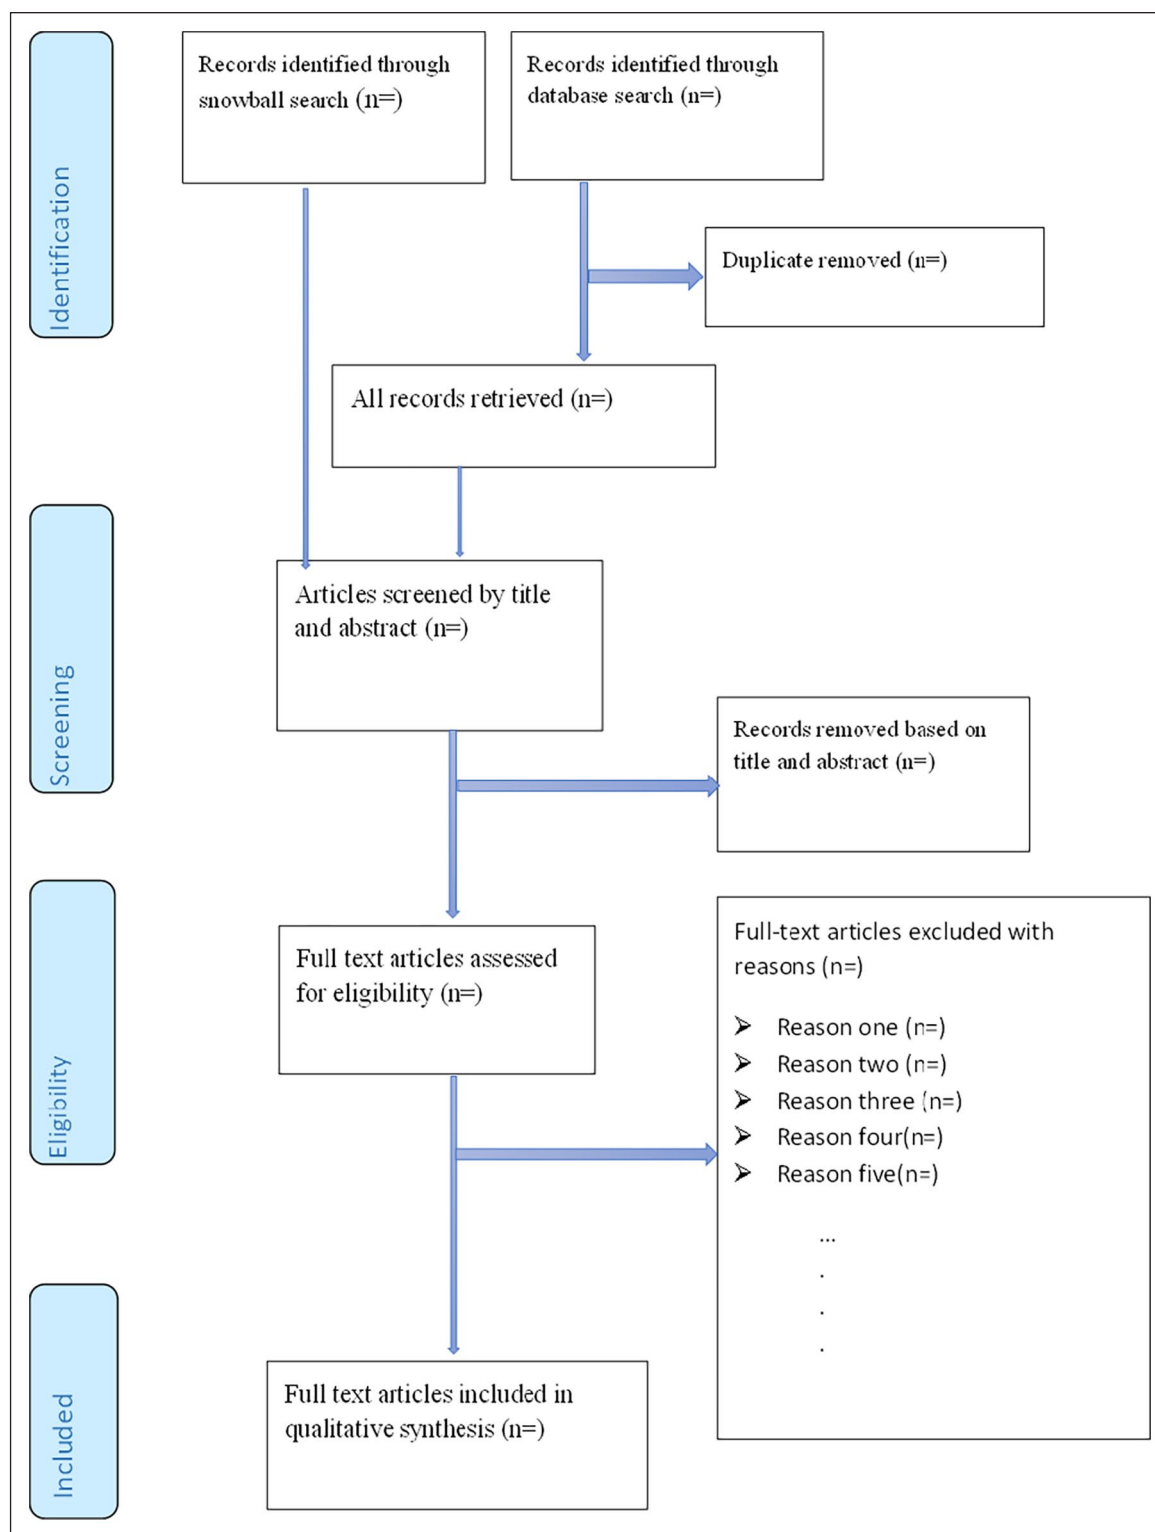 Identification
Records identified through
snowball search (n=)
Records identified through
database search (n=)
Duplicate removed (n=)
All records retrieved (n=)
Screening
Articles screened by title
and abstract (n=)
Records removed based on
title and abstract (n=)
Eligibility
Full text articles assessed
for eligibility (n=)
Full-text articles excluded with
reasons (n=)
➢ Reason one (n=)
➢ Reason two (n=)
➢ Reason three (n=)
➢ Reason four(n=)
➢ Reason five(n=)
...
.
.
.
Included
Full text articles included in
qualitative synthesis (n=)